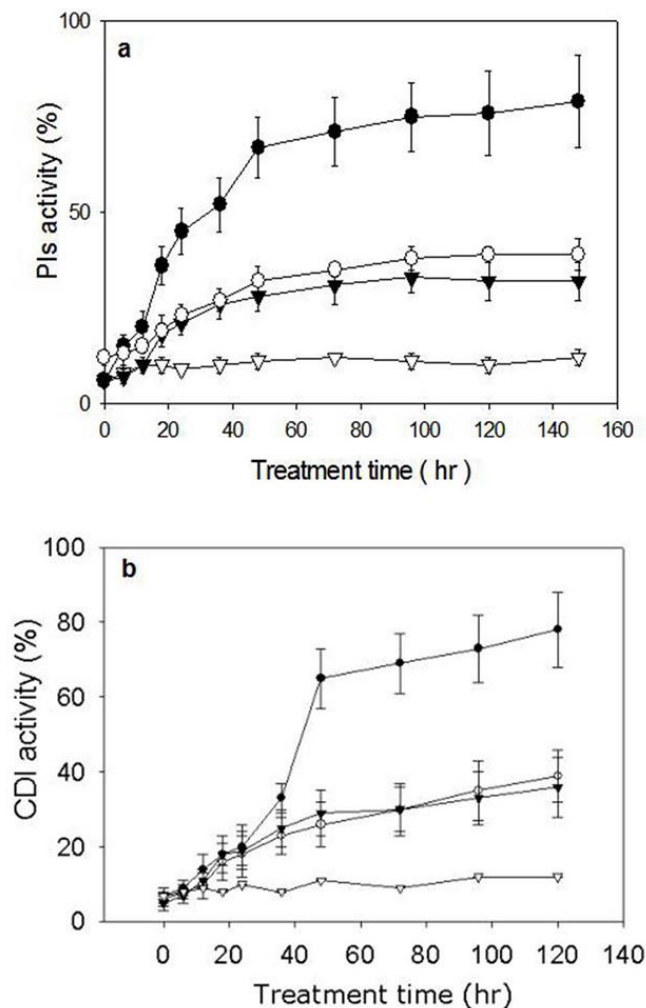 100
a
50
0
PIs activity (%)
0 20 40 60 80 100 120 140 160
Treatment time ( hr )
100
b
80
60
40
20
0
CDI activity (%)
0 20 40 60 80 100 120 140
Treatment time (hr)